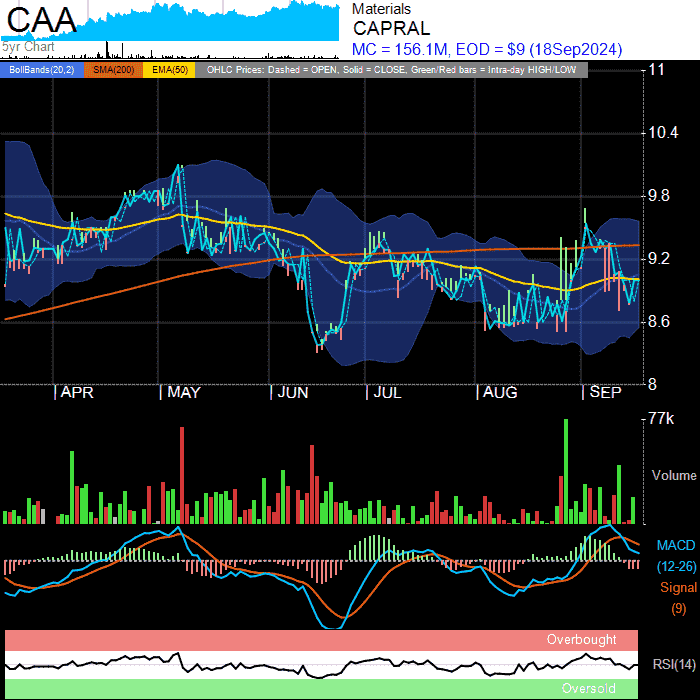 CAA
5yr Chart
Materials
CAPRAL
MC = 156.1M, EOD = $9 (18Sep2024)
BollBands(20,2) SMA(200) EMA(50) OHLC Prices: Dashed = OPEN, Solid = CLOSE, Green/Red bars = Intra-day HIGH/LOW
11
10.4
9.8
9.2
8.6
8
APR MAY JUN JUL AUG SEP
77k
Volume
MACD
(12-26)
Signal
(9)
Overbought
RSI(14)
Oversold